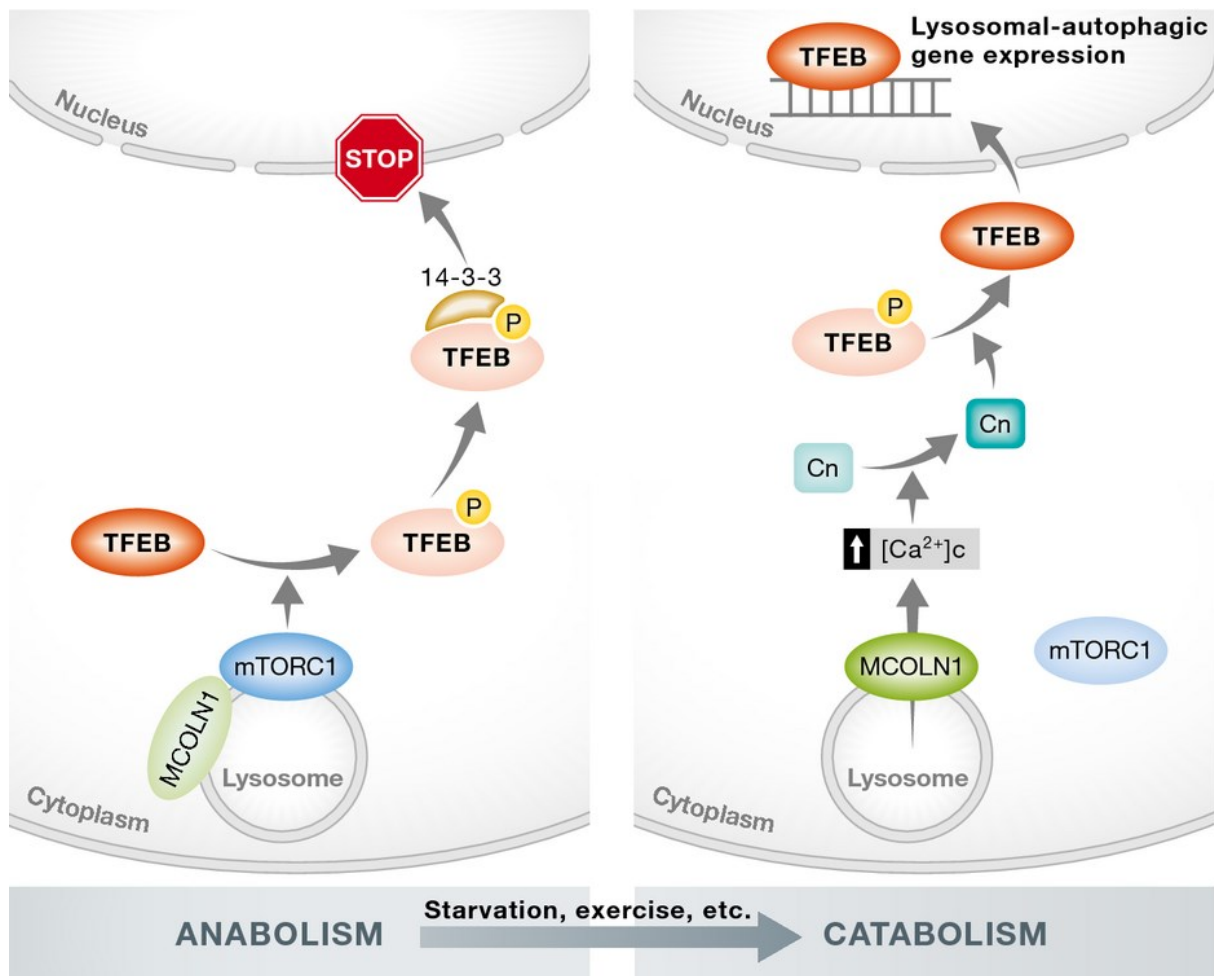 Nucleus
STOP
14-3-3
P
TFEB
P
TFEB
TFEB
mTORC1
MCOLN1
Lysosome
Cytoplasm
Lysosomal-autophagic
gene expression
TFEB
Nucleus
TFEB
P
TFEB
Cn
Cn
[Ca²⁺]c
MCOLN1
mTORC1
Lysosome
Cytoplasm
Starvation, exercise, etc.
ANABOLISM
CATABOLISM